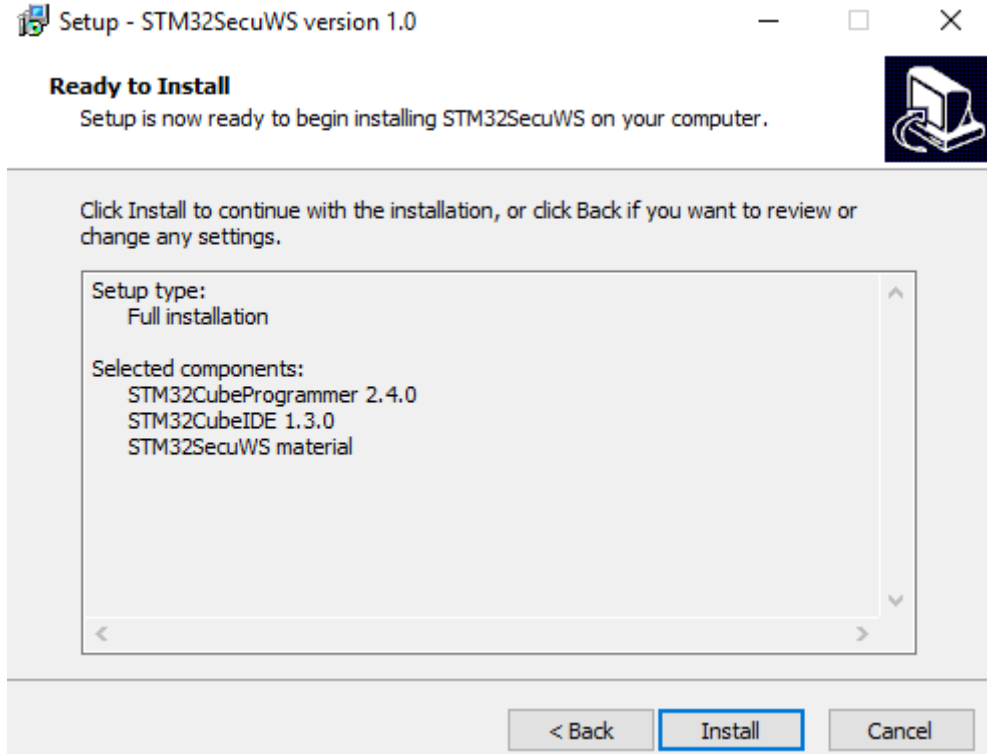 Setup - STM32SecuWS version 1.0
Ready to Install
Setup is now ready to begin installing STM32SecuWS on your computer.
Click Install to continue with the installation, or click Back if you want to review or
change any settings.
Setup type:
Full installation
Selected components:
STM32CubeProgrammer 2.4.0
STM32CubeIDE 1.3.0
STM32SecuWS material
< Back
Install
Cancel